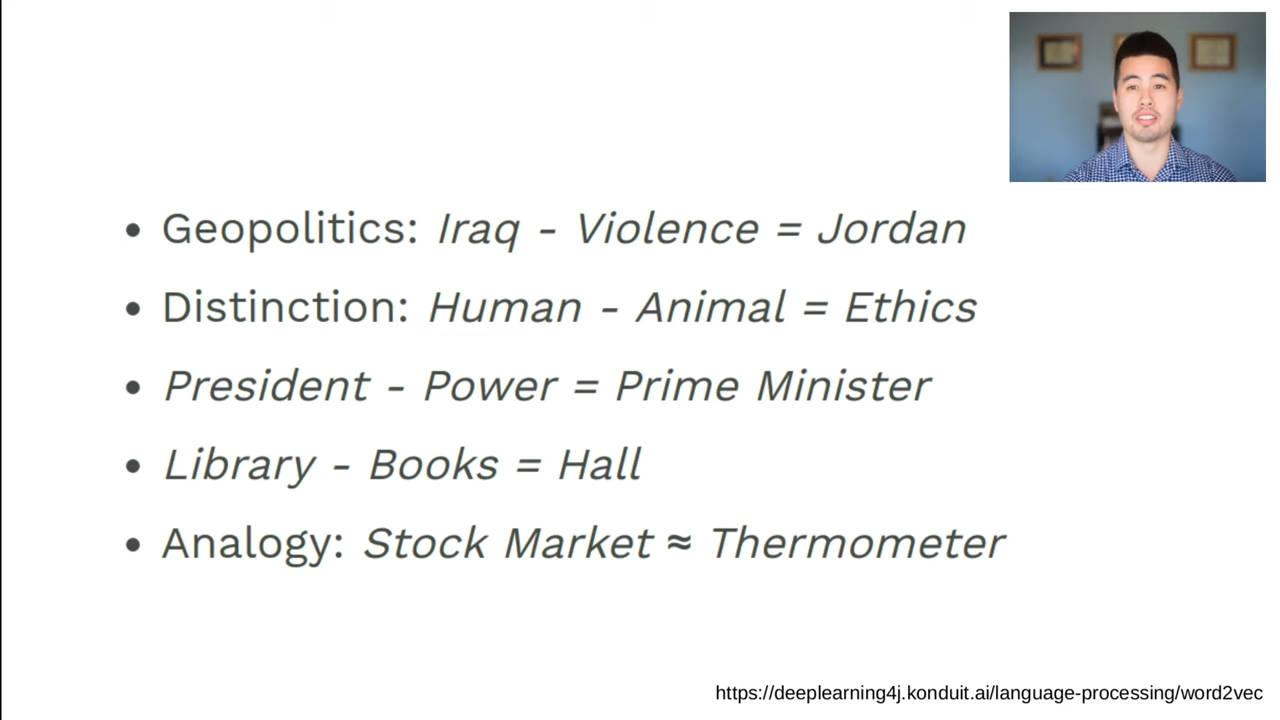 • Geopolitics: Iraq - Violence = Jordan
• Distinction: Human - Animal = Ethics
• President - Power = Prime Minister
• Library - Books = Hall
• Analogy: Stock Market ≈ Thermometer
https://deeplearning4j.konduit.ai/language-processing/word2vec